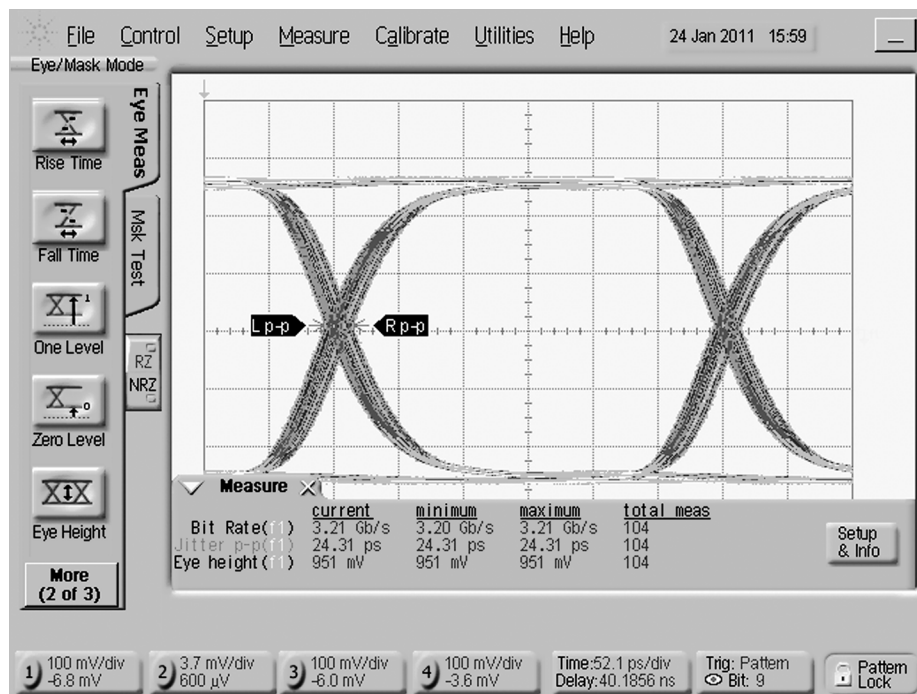 File Control Setup Measure Calibrate Utilities Help 24 Jan 2011 15:59
Eye/Mask Mode
Eye Meas
Msk Test
Rise Time
Fall Time
One Level
RZ
NRZ
Zero Level
Eye Height
More
(2 of 3)
L p-p
R p-p
Measure
current minimum maximum total meas
Bit Rate(f1) 3.21 Gb/s 3.20 Gb/s 3.21 Gb/s 104
Jitter p-p(f1) 24.31 ps 24.31 ps 24.31 ps 104
Eye height(f1) 951 mV 951 mV 951 mV 104
Setup
& Info
1) 100 mV/div
-6.8 mV
2) 3.7 mV/div
600 µV
3) 100 mV/div
-6.0 mV
4) 100 mV/div
-3.6 mV
Time:52.1 ps/div
Delay:40.1856 ns
Trig: Pattern
Bit: 9
Pattern
Lock